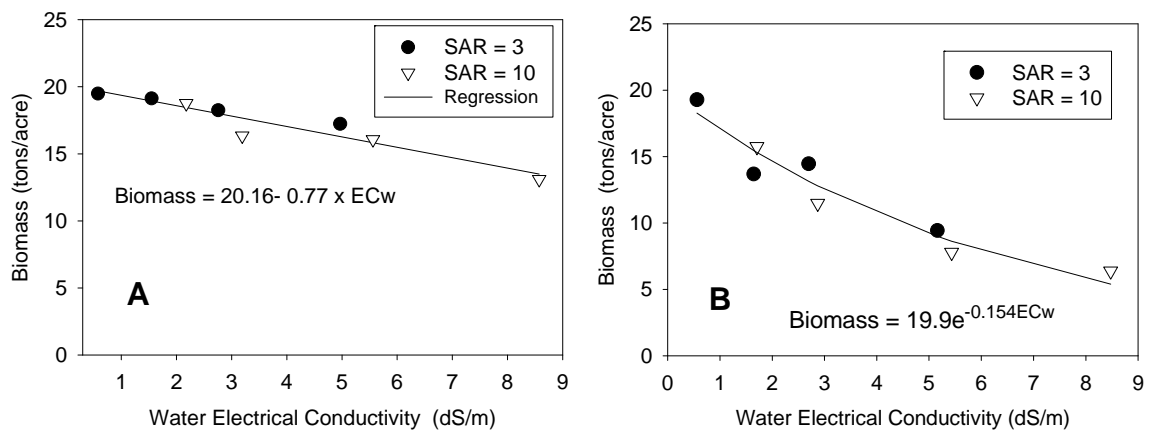 25
20
15
10
5
0
Biomass (tons/acre)
SAR = 3
SAR = 10
Regression
Biomass = 20.16- 0.77 x ECw
A
1 2 3 4 5 6 7 8 9
Water Electrical Conductivity (dS/m)
25
20
15
10
5
0
Biomass (tons/acre)
SAR = 3
SAR = 10
B
Biomass = 19.9e-0.154ECw
0 1 2 3 4 5 6 7 8 9
Water Electrical Conductivity (dS/m)